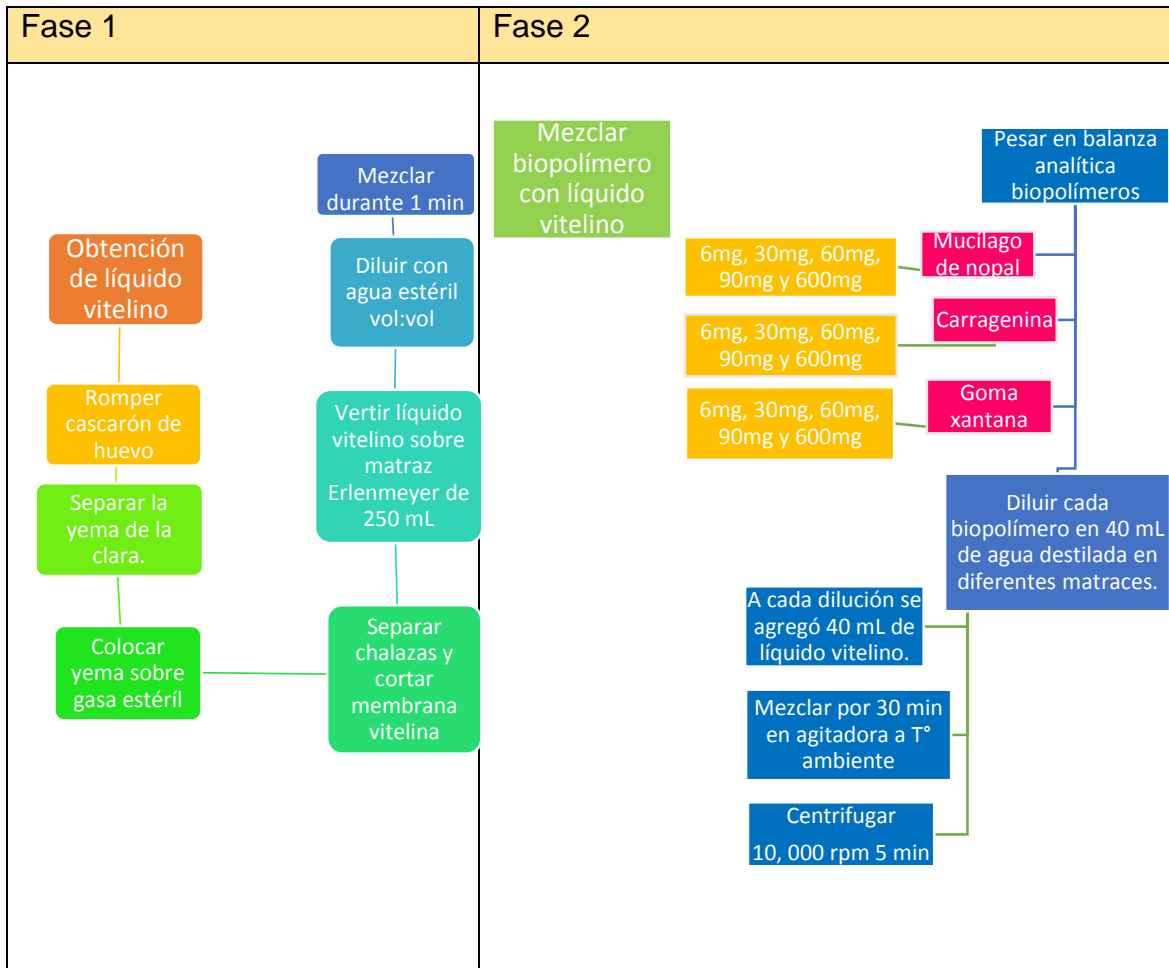 Fase 1
Obtención
de líquido
vitelino
Romper
cascarón de
huevo
Separar la
yema de la
clara.
Colocar
yema sobre
gasa estéríl
Separar
chalazas y
cortar
membrana
vitelina
Vertir líquido
vitelino sobre
matraz
Erlenmeyer de
250 mL
Diluir con
agua estéril
vol:vol
Mezclar
durante 1 min
Fase 2
Mezclar
biopolímero
con líquido
vitelino
Pesar en balanza
analítica
biopolímeros
Mucílago
de nopal
6mg, 30mg, 60mg,
90mg y 600mg
Carragenina
6mg, 30mg, 60mg,
90mg y 600mg
Goma
xantana
6mg, 30mg, 60mg,
90mg y 600mg
Diluir cada
biopolímero en 40 mL
de agua destilada en
diferentes matraces.
A cada dilución se
agregó 40 mL de
líquido vitelino.
Mezclar por 30 min
en agitadora a T°
ambiente
Centrifugar
10, 000 rpm 5 min